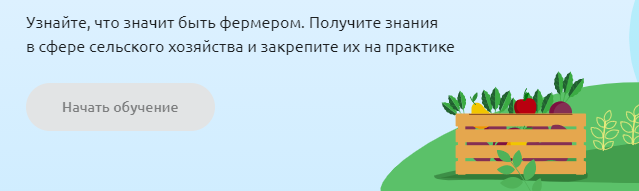 Узнайте, что значит быть фермером. Получите знания
в сфере сельского хозяйства и закрепите их на практике
Начать обучение